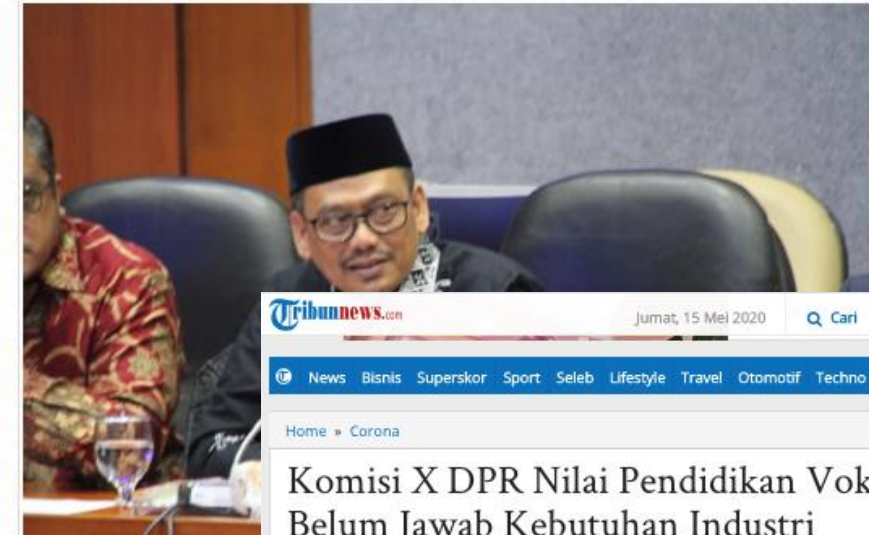 Tribunnews.com
Jumat, 15 Mei 2020 Cari
News Bisnis Superskor Sport Seleb Lifestyle Travel Otomotif Techno
Home » Corona
Komisi X DPR Nilai Pendidikan Vok
Belum Jawab Kebutuhan Industri